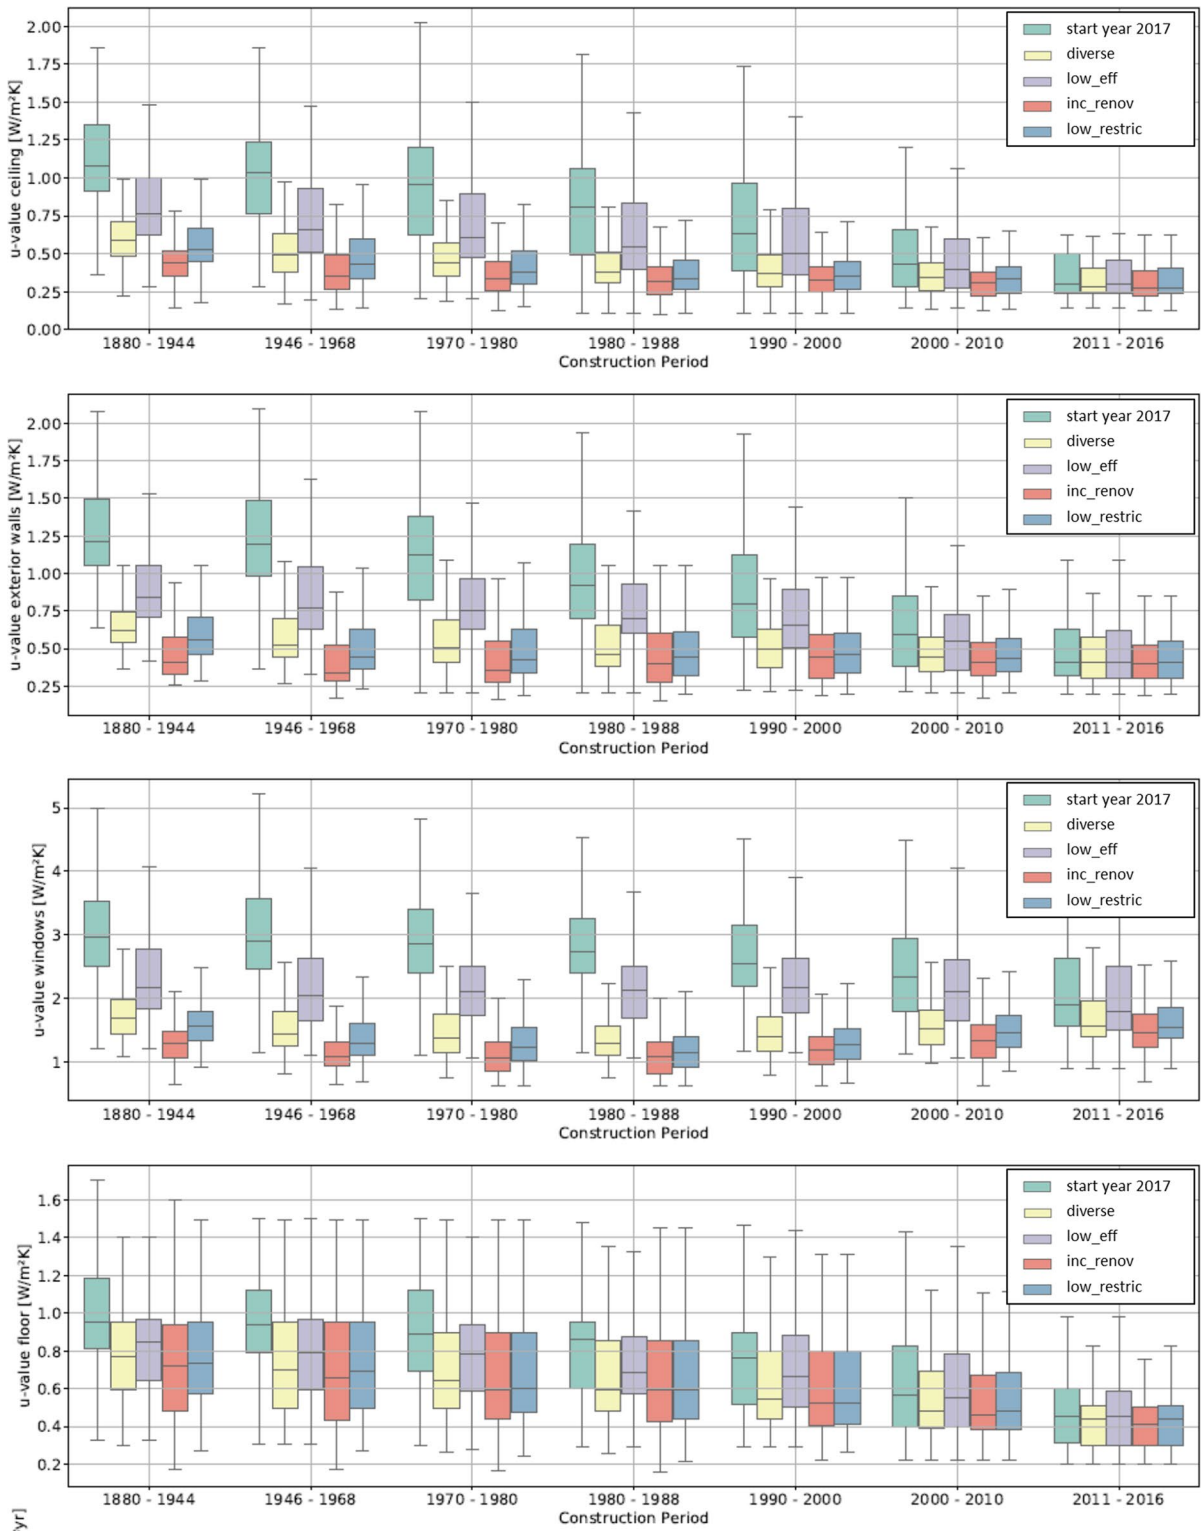 u-value ceiling [W/m²K]
2.00
1.75
1.50
1.25
1.00
0.75
0.50
0.25
0.00
start year 2017
diverse
low_eff
inc_renov
low_restric
1880 - 1944 1946 - 1968 1970 - 1980 1980 - 1988 1990 - 2000 2000 - 2010 2011 - 2016
Construction Period
u-value exterior walls [W/m²K]
2.00
1.75
1.50
1.25
1.00
0.75
0.50
0.25
start year 2017
diverse
low_eff
inc_renov
low_restric
1880 - 1944 1946 - 1968 1970 - 1980 1980 - 1988 1990 - 2000 2000 - 2010 2011 - 2016
Construction Period
u-value windows [W/m²K]
5
4
3
2
1
start year 2017
diverse
low_eff
inc_renov
low_restric
1880 - 1944 1946 - 1968 1970 - 1980 1980 - 1988 1990 - 2000 2000 - 2010 2011 - 2016
Construction Period
u-value floor [W/m²K]
1.6
1.4
1.2
1.0
0.8
0.6
0.4
0.2
start year 2017
diverse
low_eff
inc_renov
low_restric
1880 - 1944 1946 - 1968 1970 - 1980 1980 - 1988 1990 - 2000 2000 - 2010 2011 - 2016
Construction Period
yr]